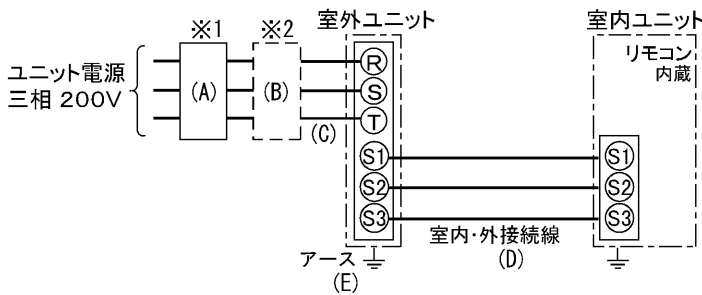 ※1
※2
室外ユニット
室内ユニット
リモコン
内蔵
ユニット電源
三相 200V
(A)
(B)
(C)
R
S
T
S1
S2
S3
S1
S2
S3
室内・外接続線
(D)
アース
(E)